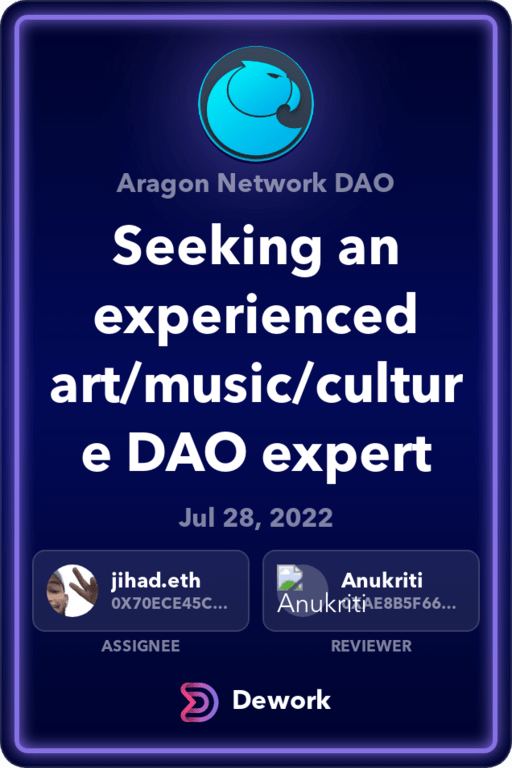 Aragon Network DAO
Seeking an
experienced
art/music/cultur
e DAO expert
Jul 28, 2022
jihad.eth
0X70ECE45C...
ASSIGNEE
Anukriti
Anukriti
0XAE8B5F66...
REVIEWER
Dework